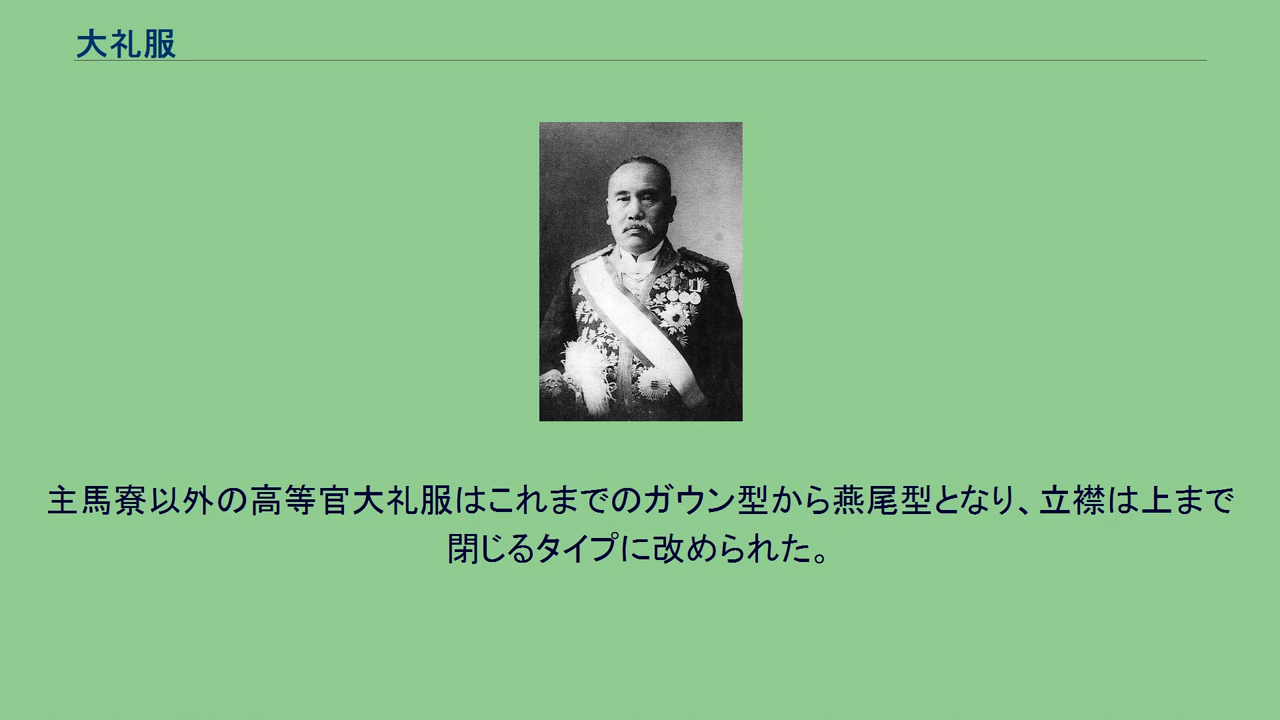 大礼服
主馬寮以外の高等官大礼服はこれまでのガウン型から燕尾型となり、立襟は上まで
閉じるタイプに改められた。